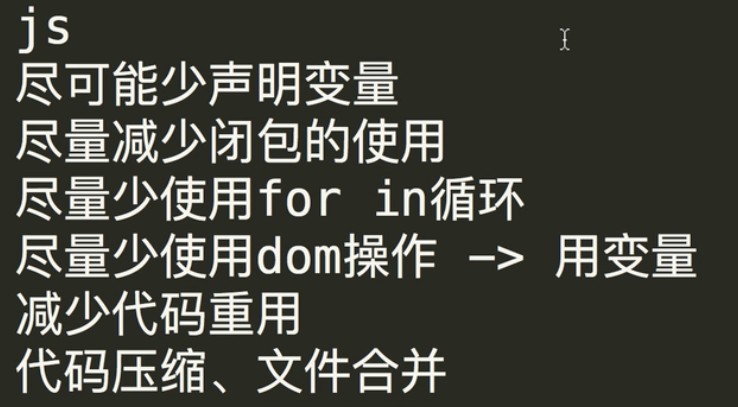 js
尽可能少声明变量
尽量减少闭包的使用
尽量少使用for in循环
尽量少使用dom操作 -> 用变量
减少代码重用
代码压缩、文件合并